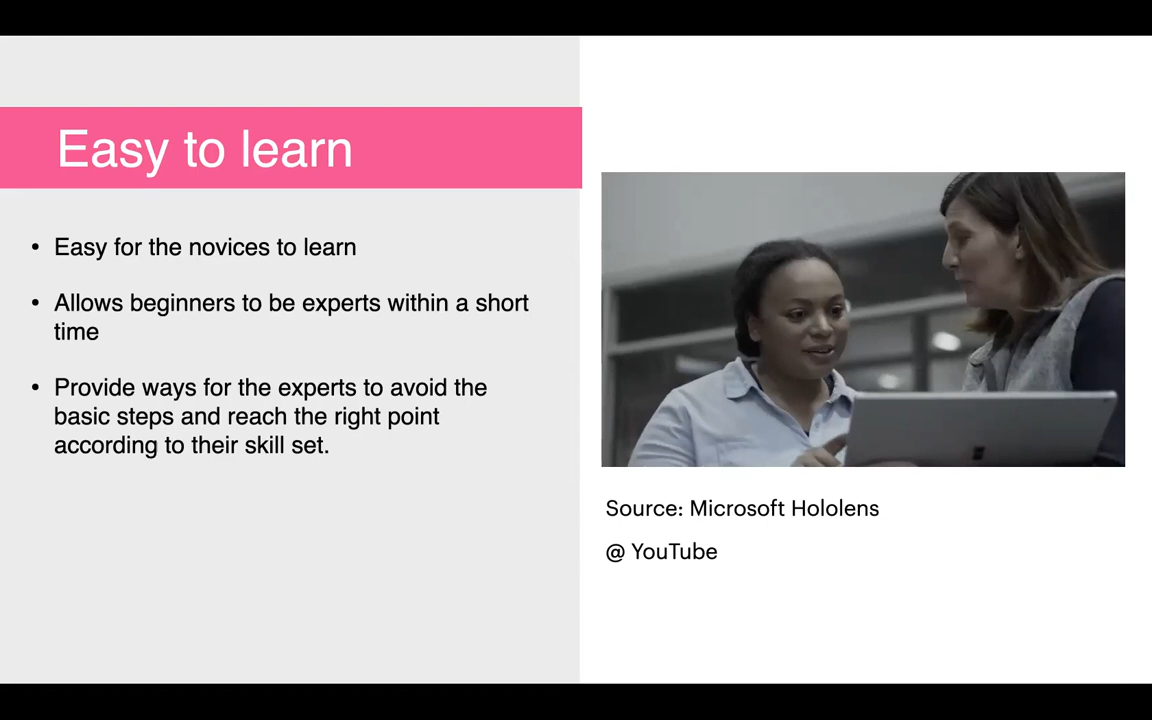 Easy to learn
• Easy for the novices to learn
• Allows beginners to be experts within a short
time
• Provide ways for the experts to avoid the
basic steps and reach the right point
according to their skill set.
Source: Microsoft Hololens
@ YouTube